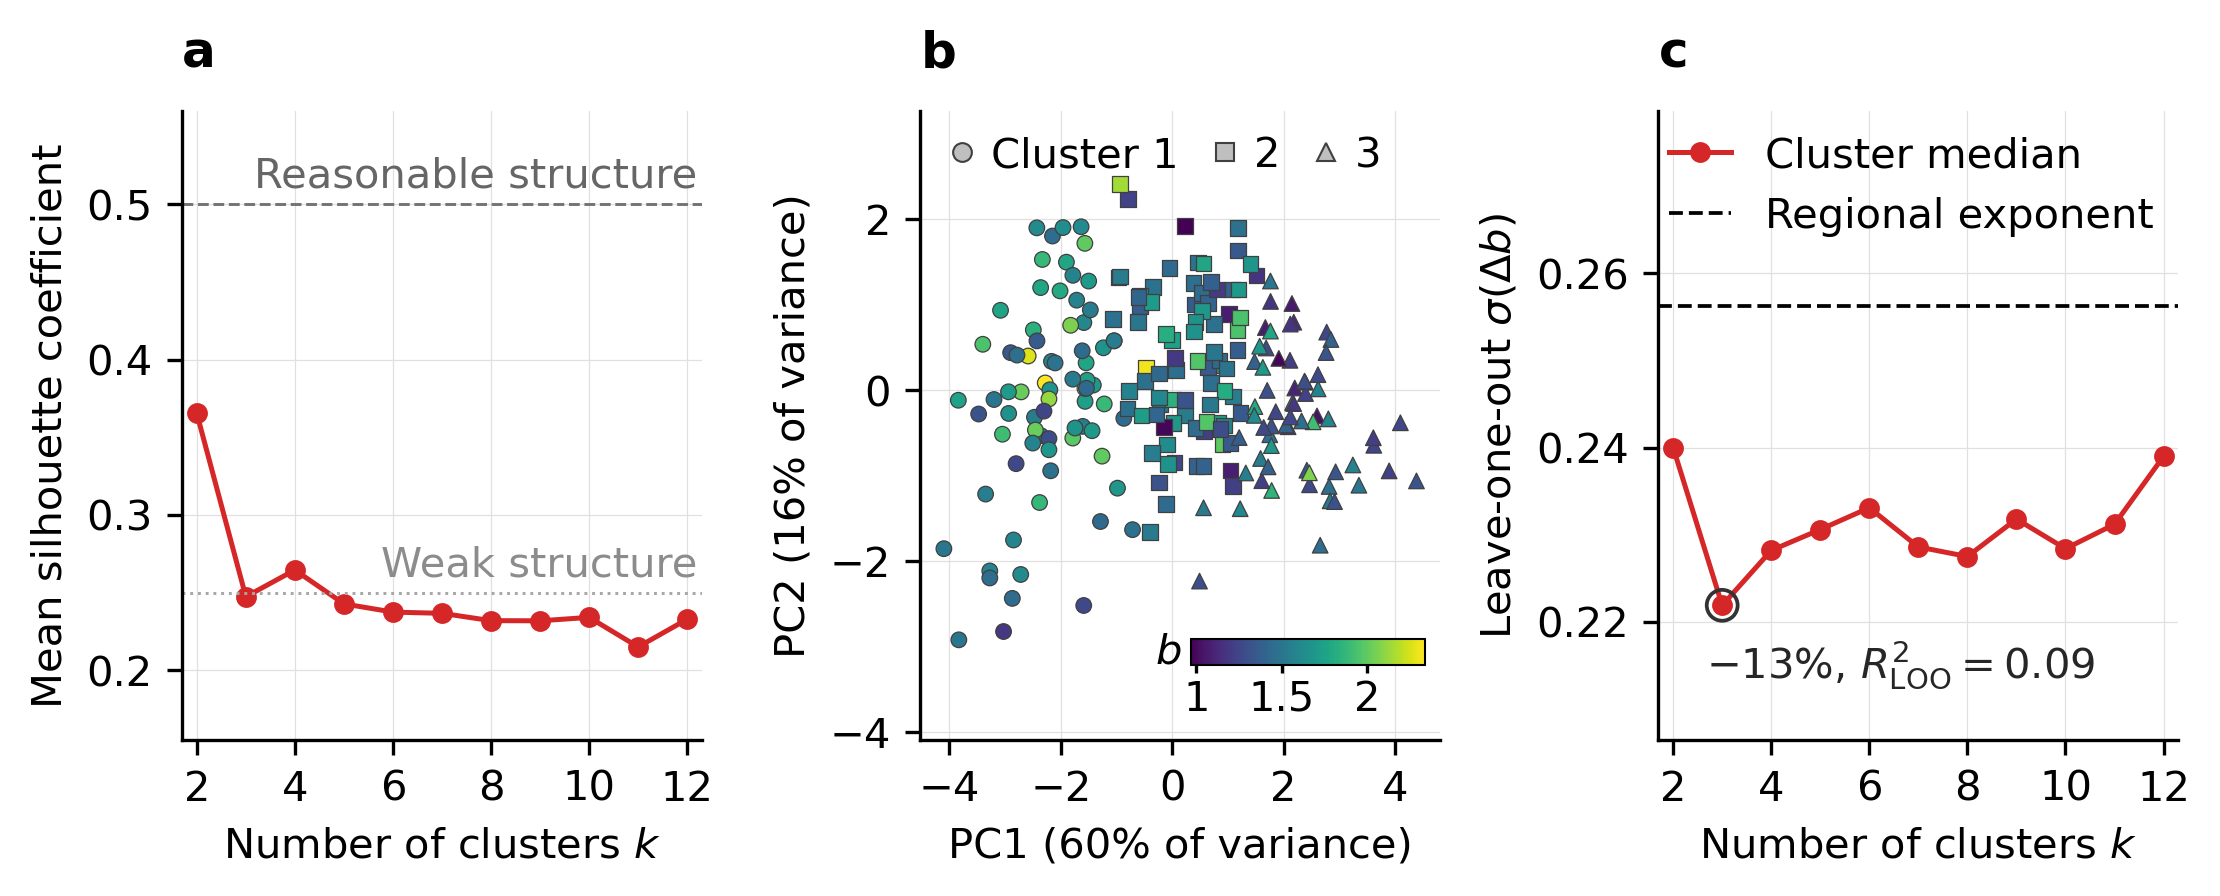 a
Mean silhouette coefficient
0.5
0.4
0.3
0.2
Reasonable structure
Weak structure
2 4 6 8 10 12
Number of clusters k
b
PC2 (16% of variance)
2
0
−2
−4
Cluster 1 2 3
b
1 1.5 2
−4 −2 0 2 4
PC1 (60% of variance)
c
Leave-one-out σ(Δb)
0.26
0.24
0.22
Cluster median
Regional exponent
−13%, R²_LOO = 0.09
2 4 6 8 10 12
Number of clusters k